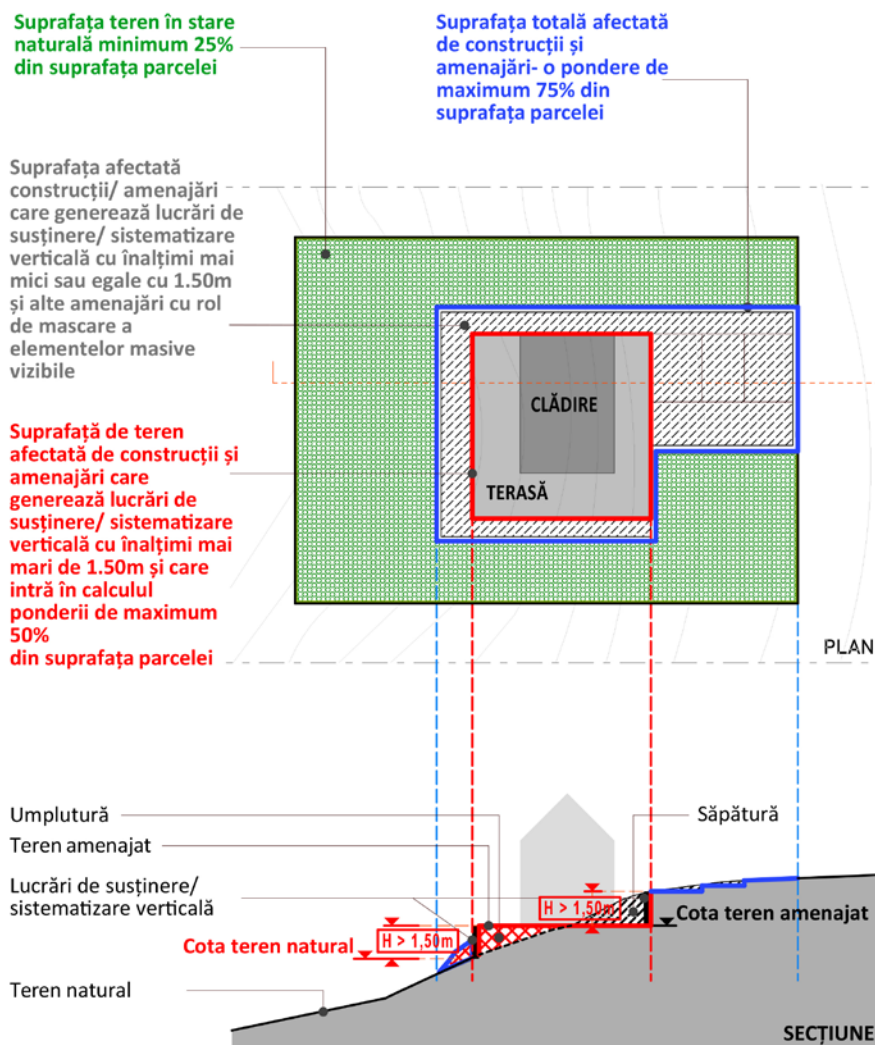 Suprafața teren în stare
naturală minimum 25%
din suprafața parcelei
Suprafața totală afectată
de construcții și
amenajări- o pondere de
maximum 75% din
suprafața parcelei
Suprafața afectată
construcții/ amenajări
care generează lucrări de
susținere/ sistematizare
verticală cu înalțimi mai
mici sau egale cu 1.50m
și alte amenajări cu rol
de mascare a
elementelor masive
vizibile
Suprafață de teren
afectată de construcții și
amenajări care
generează lucrări de
susținere/ sistematizare
verticală cu înalțimi mai
mari de 1.50m și care
intră în calculul
ponderii de maximum
50%
din suprafața parcelei
CLĂDIRE
TERASĂ
PLAN
Umplutură
Săpătură
Teren amenajat
Lucrări de susținere/
sistematizare verticală
H > 1,50m
Cota teren amenajat
Cota teren natural
H > 1,50m
Teren natural
SECȚIUNE